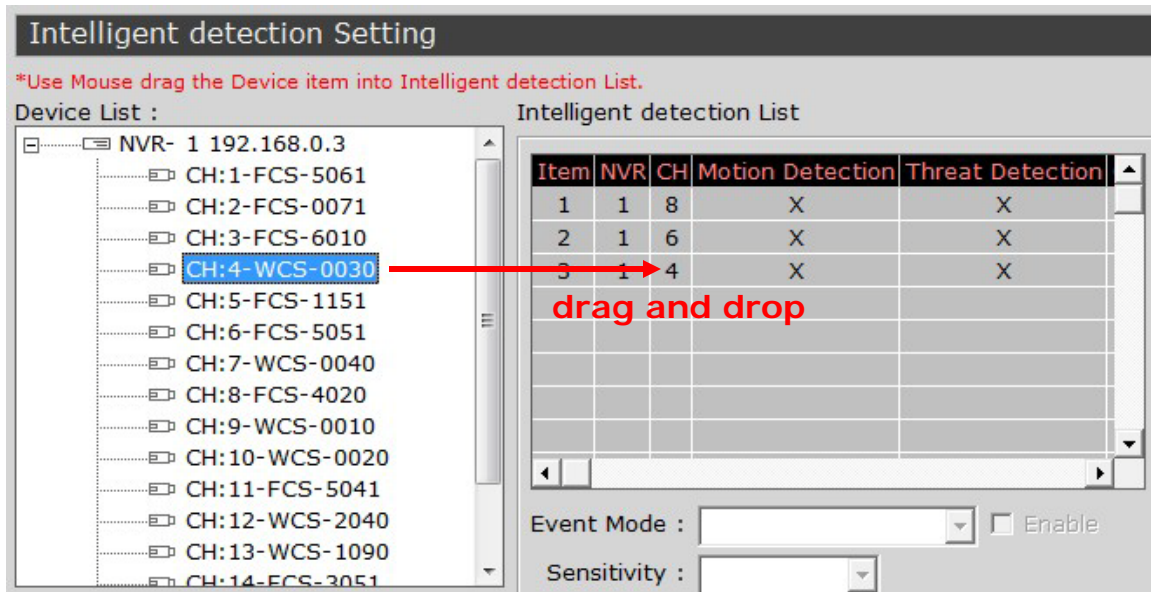 Intelligent detection Setting
*Use Mouse drag the Device item into Intelligent detection List.
Device List :
NVR- 1 192.168.0.3
CH:1-FCS-5061
CH:2-FCS-0071
CH:3-FCS-6010
CH:4-WCS-0030
CH:5-FCS-1151
CH:6-FCS-5051
CH:7-WCS-0040
CH:8-FCS-4020
CH:9-WCS-0010
CH:10-WCS-0020
CH:11-FCS-5041
CH:12-WCS-2040
CH:13-WCS-1090
CH:14-FCS-3051
Intelligent detection List
Item NVR CH Motion Detection Threat Detection
1 1 8 X X
2 1 6 X X
3 1 4 X X
drag and drop
Event Mode : Enable
Sensitivity :